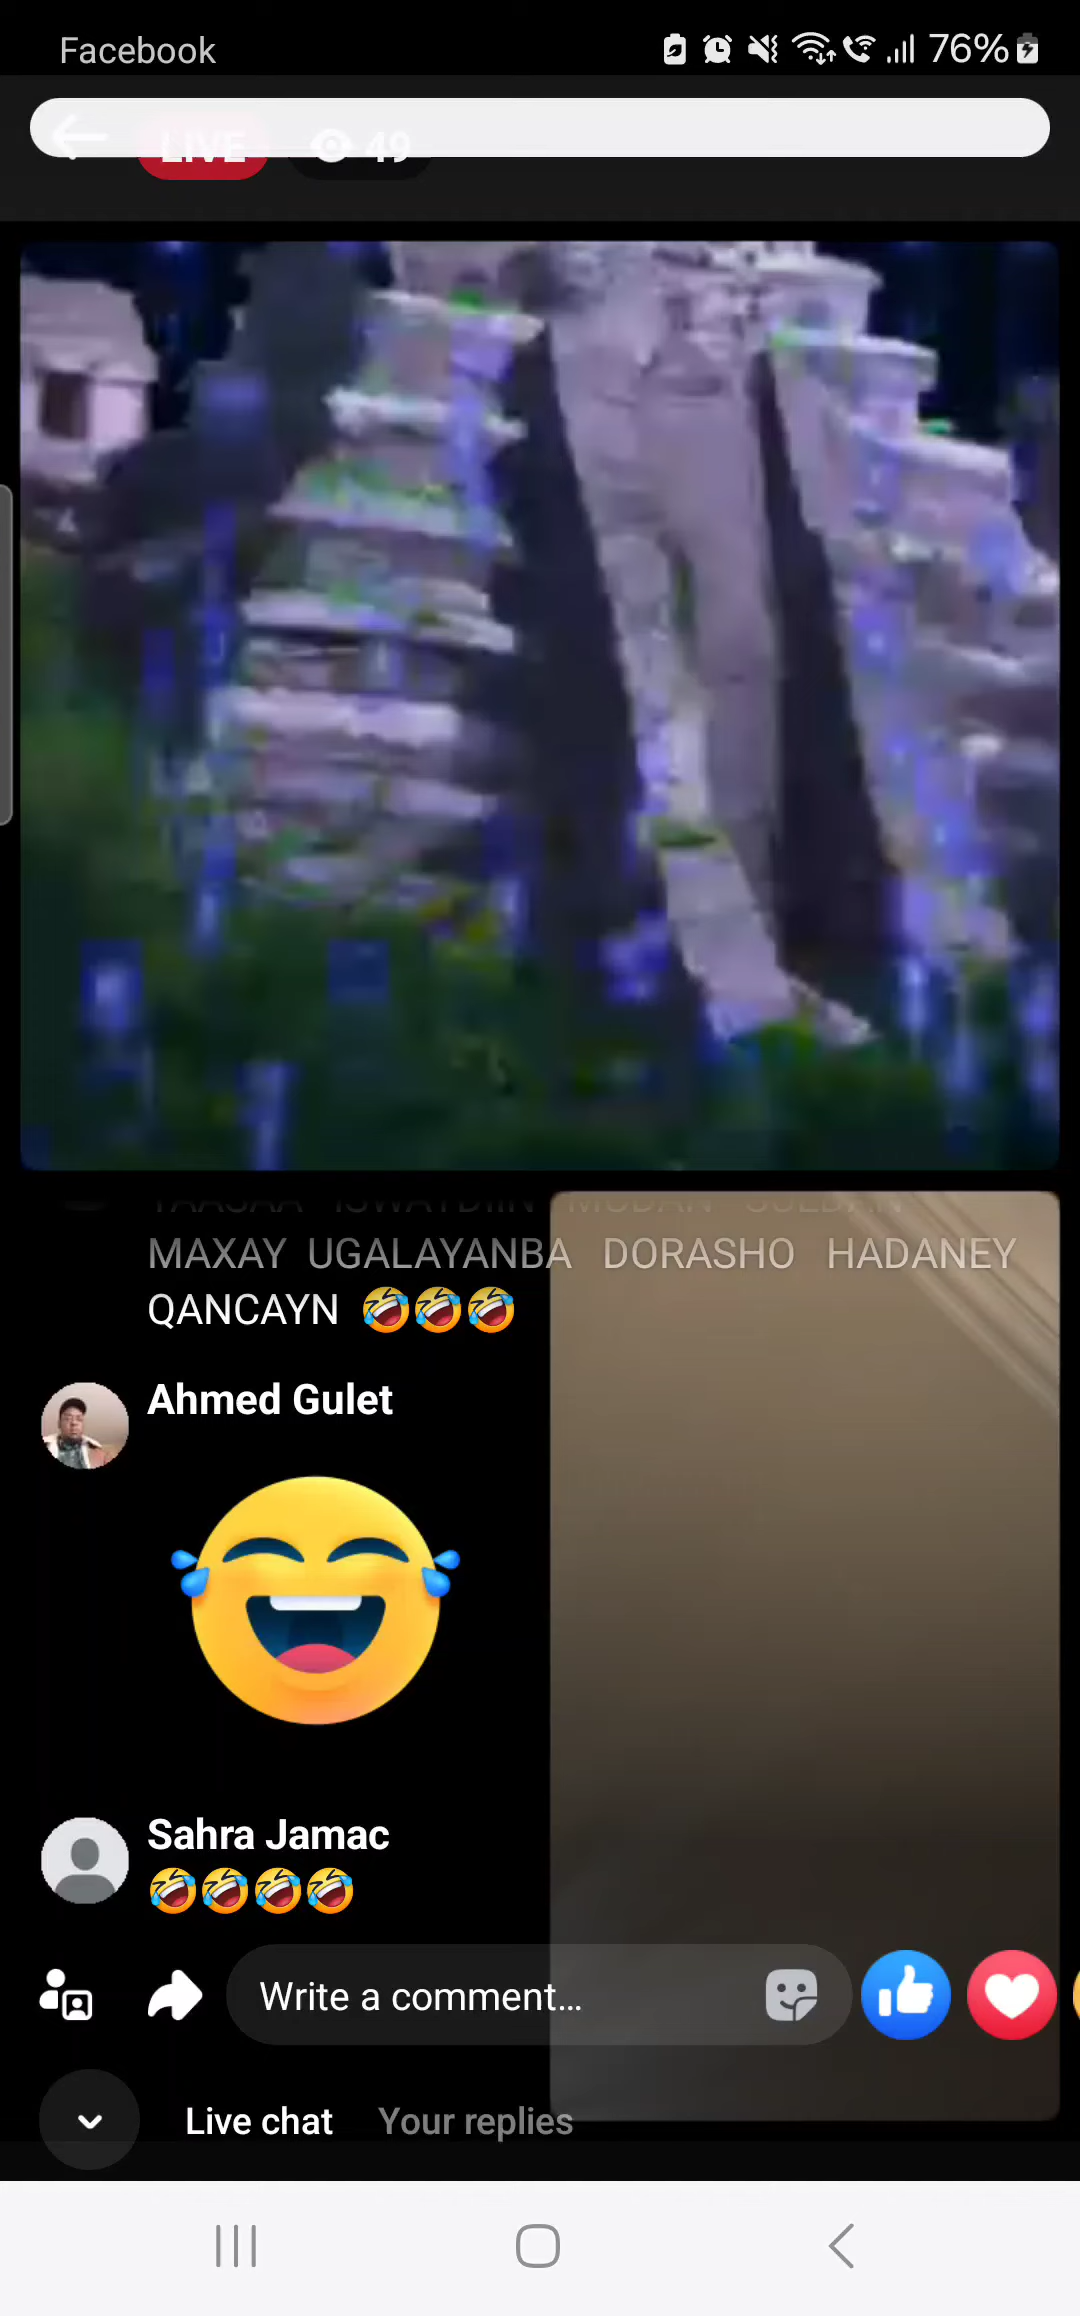 Facebook
76%
LIVE 49
MAXAY UGALAYANBA DORASHO HADANEY
QANCAYN 🤣🤣🤣
Ahmed Gulet
Sahra Jamac
🤣🤣🤣🤣
Write a comment...
Live chat Your replies